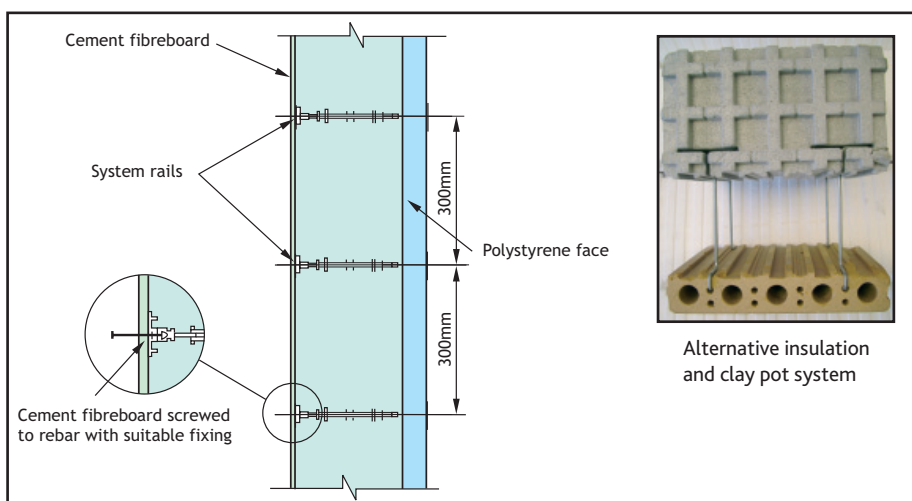 Cement fibreboard
System rails
300mm
Polystyrene face
300mm
Cement fibreboard screwed
to rebar with suitable fixing
Alternative insulation
and clay pot system